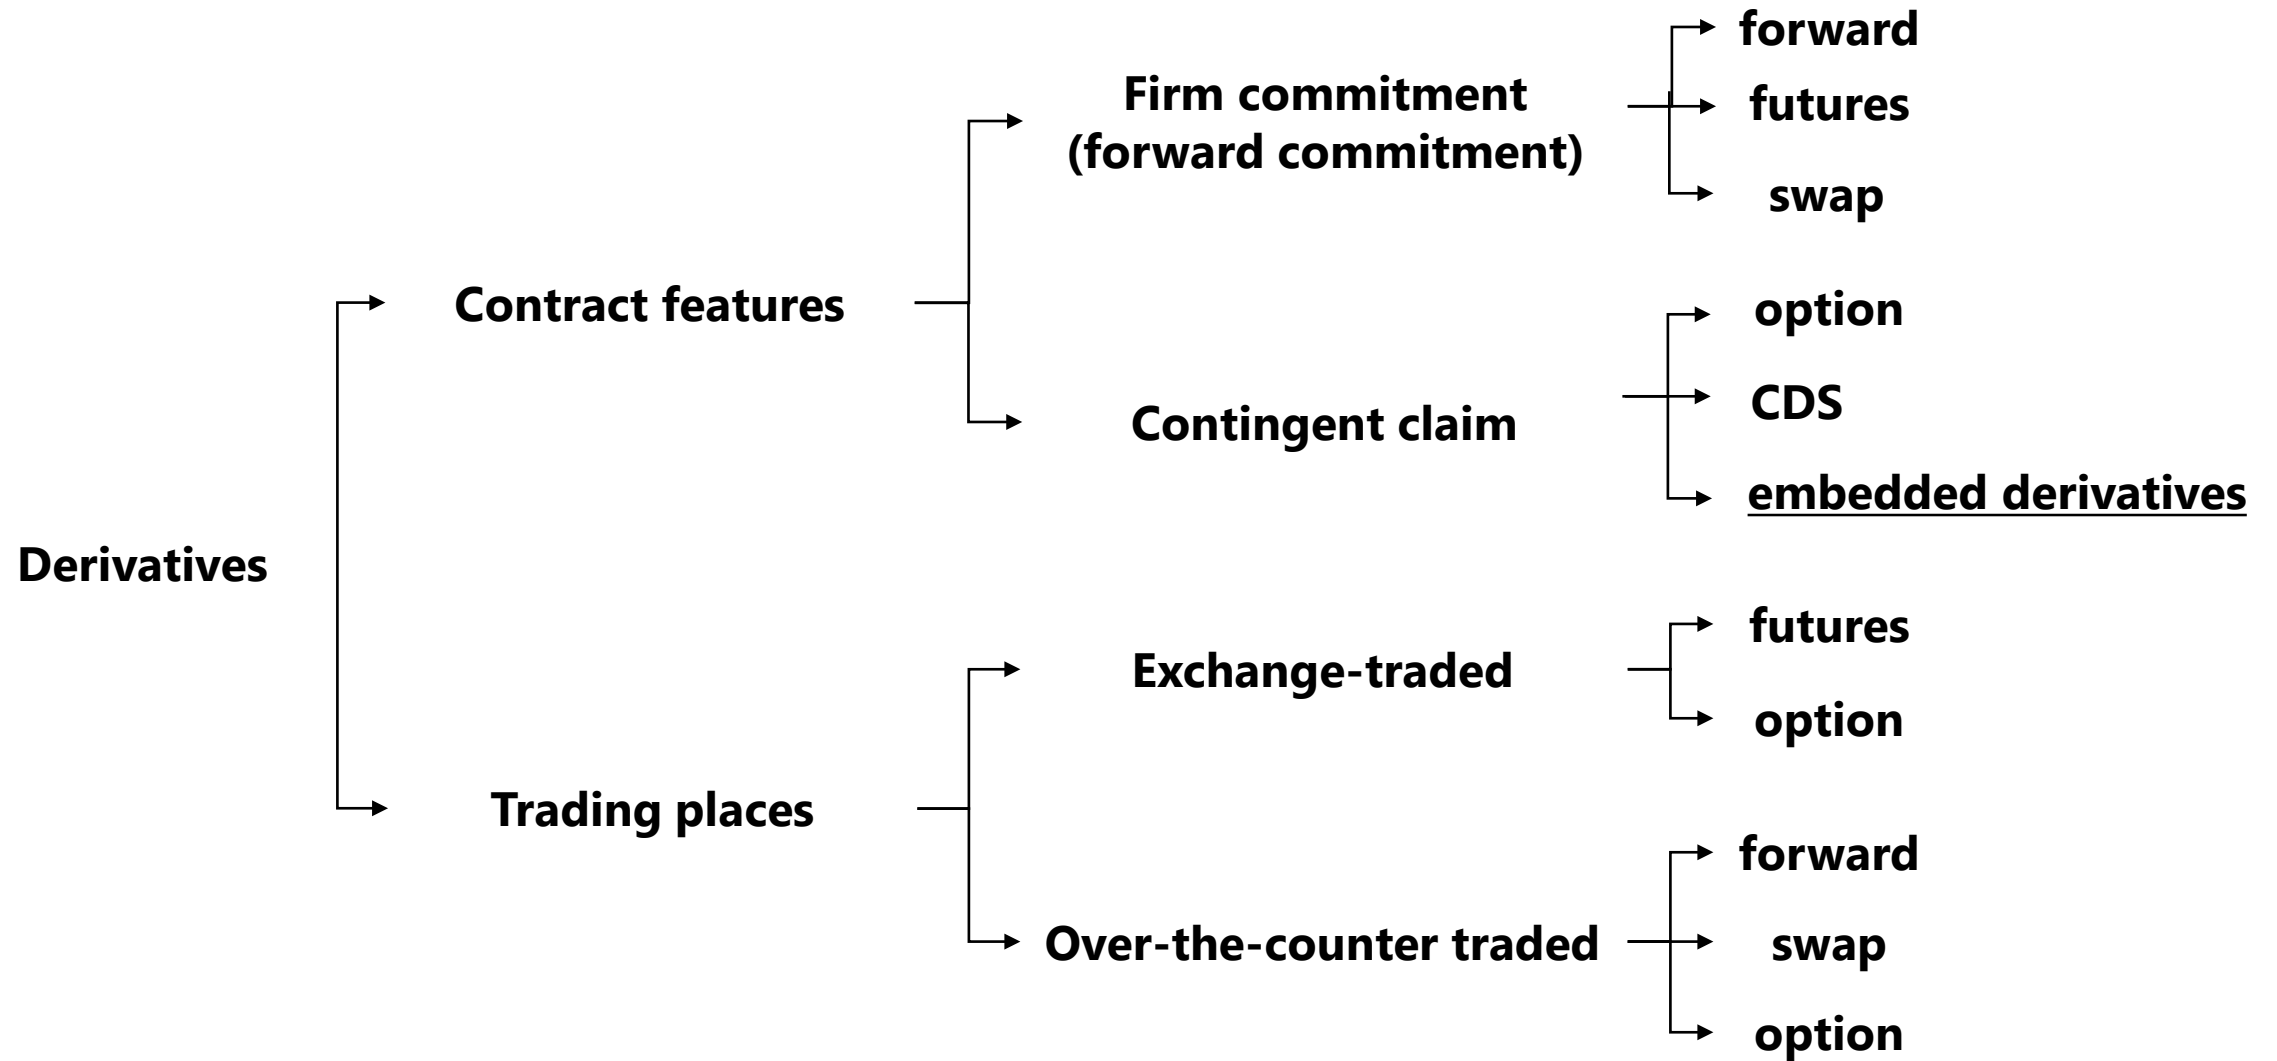 Derivatives
Contract features
Firm commitment
(forward commitment)
forward
futures
swap
Contingent claim
option
CDS
embedded derivatives
Trading places
Exchange-traded
futures
option
Over-the-counter traded
forward
swap
option